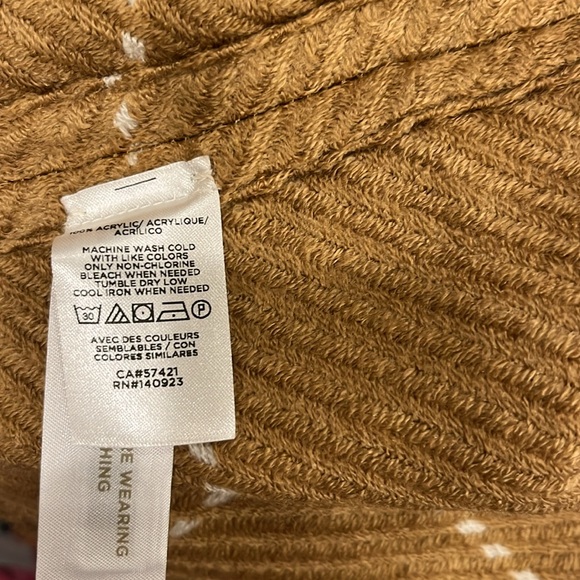 100% ACRYLIC/ ACRYLIQUE/
ACRILICO
MACHINE WASH COLD
WITH LIKE COLORS
ONLY NON-CHLORINE
BLEACH WHEN NEEDED
TUMBLE DRY LOW
COOL IRON WHEN NEEDED
30 P
AVEC DES COULEURS
SEMBLABLES / CON
COLORES SIMILARES
CA#57421
RN#140923
WEARING